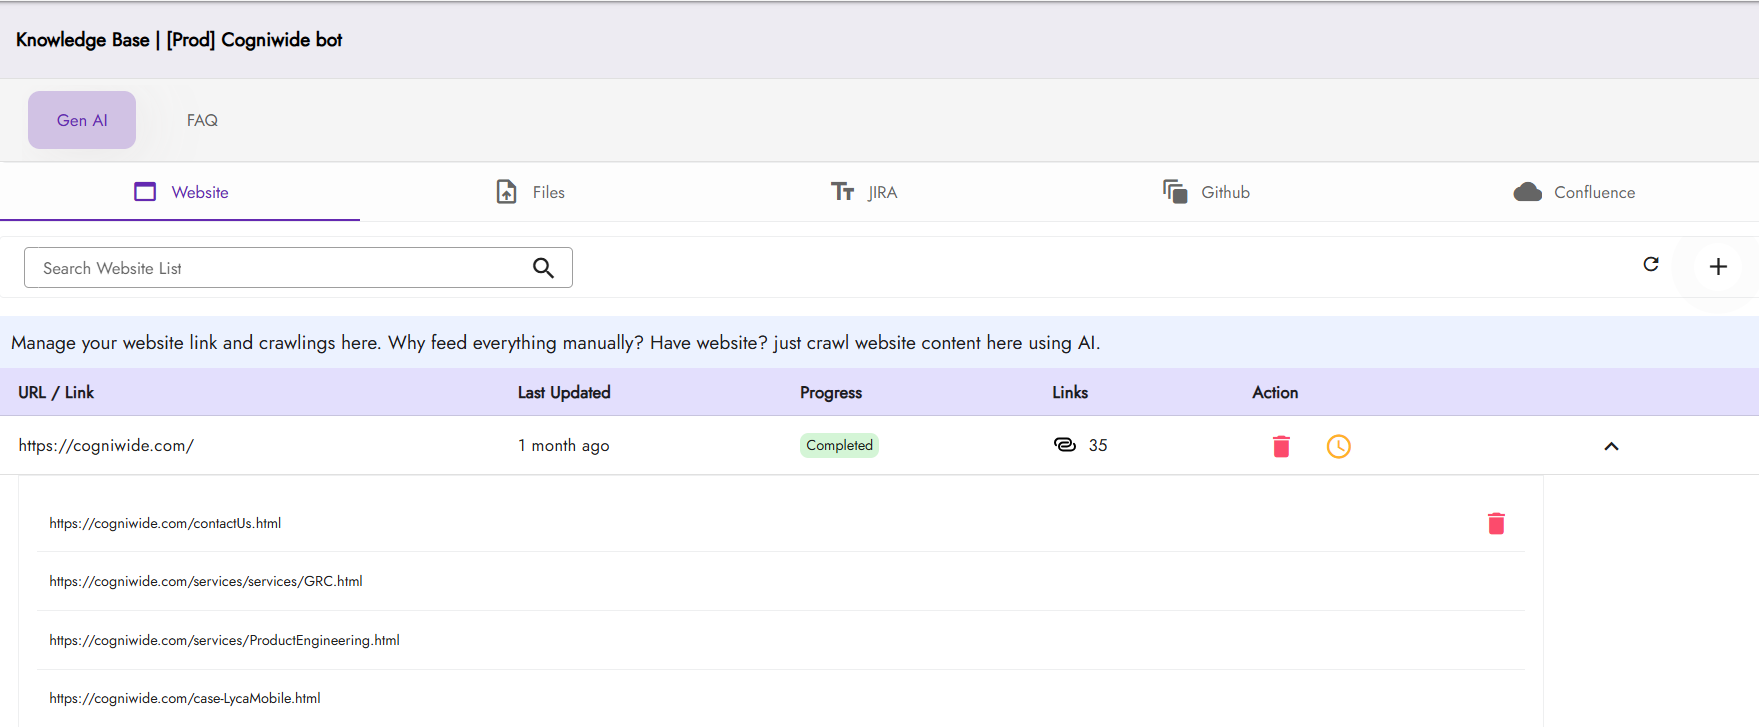 Knowledge Base | [Prod] Cogniwide bot
Gen AI FAQ
Website Files JIRA Github Confluence
Search Website List
Manage your website link and crawlings here. Why feed everything manually? Have website? just crawl website content here using AI.
URL / Link Last Updated Progress Links Action
https://cogniwide.com/ 1 month ago Completed 35
https://cogniwide.com/contactUs.html
https://cogniwide.com/services/services/GRC.html
https://cogniwide.com/services/ProductEngineering.html
https://cogniwide.com/case-LycaMobile.html